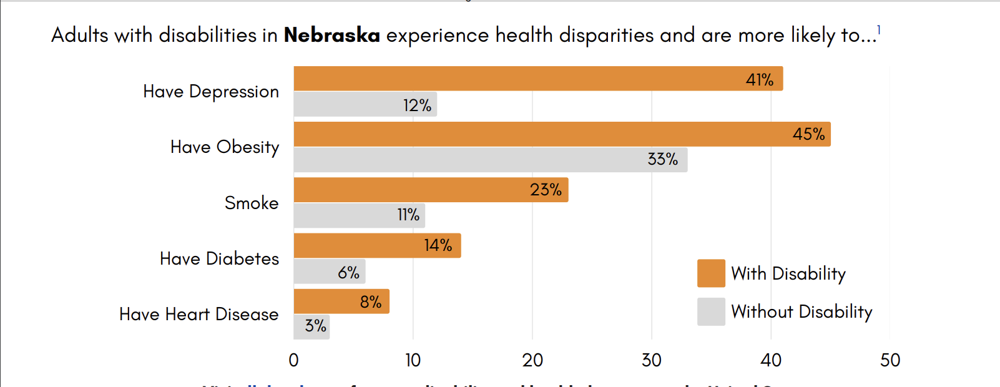 Adults with disabilities in Nebraska experience health disparities and are more likely to...1
Have Depression
41%
12%
Have Obesity
45%
33%
Smoke
23%
11%
Have Diabetes
14%
6%
Have Heart Disease
8%
3%
With Disability
Without Disability
0 10 20 30 40 50